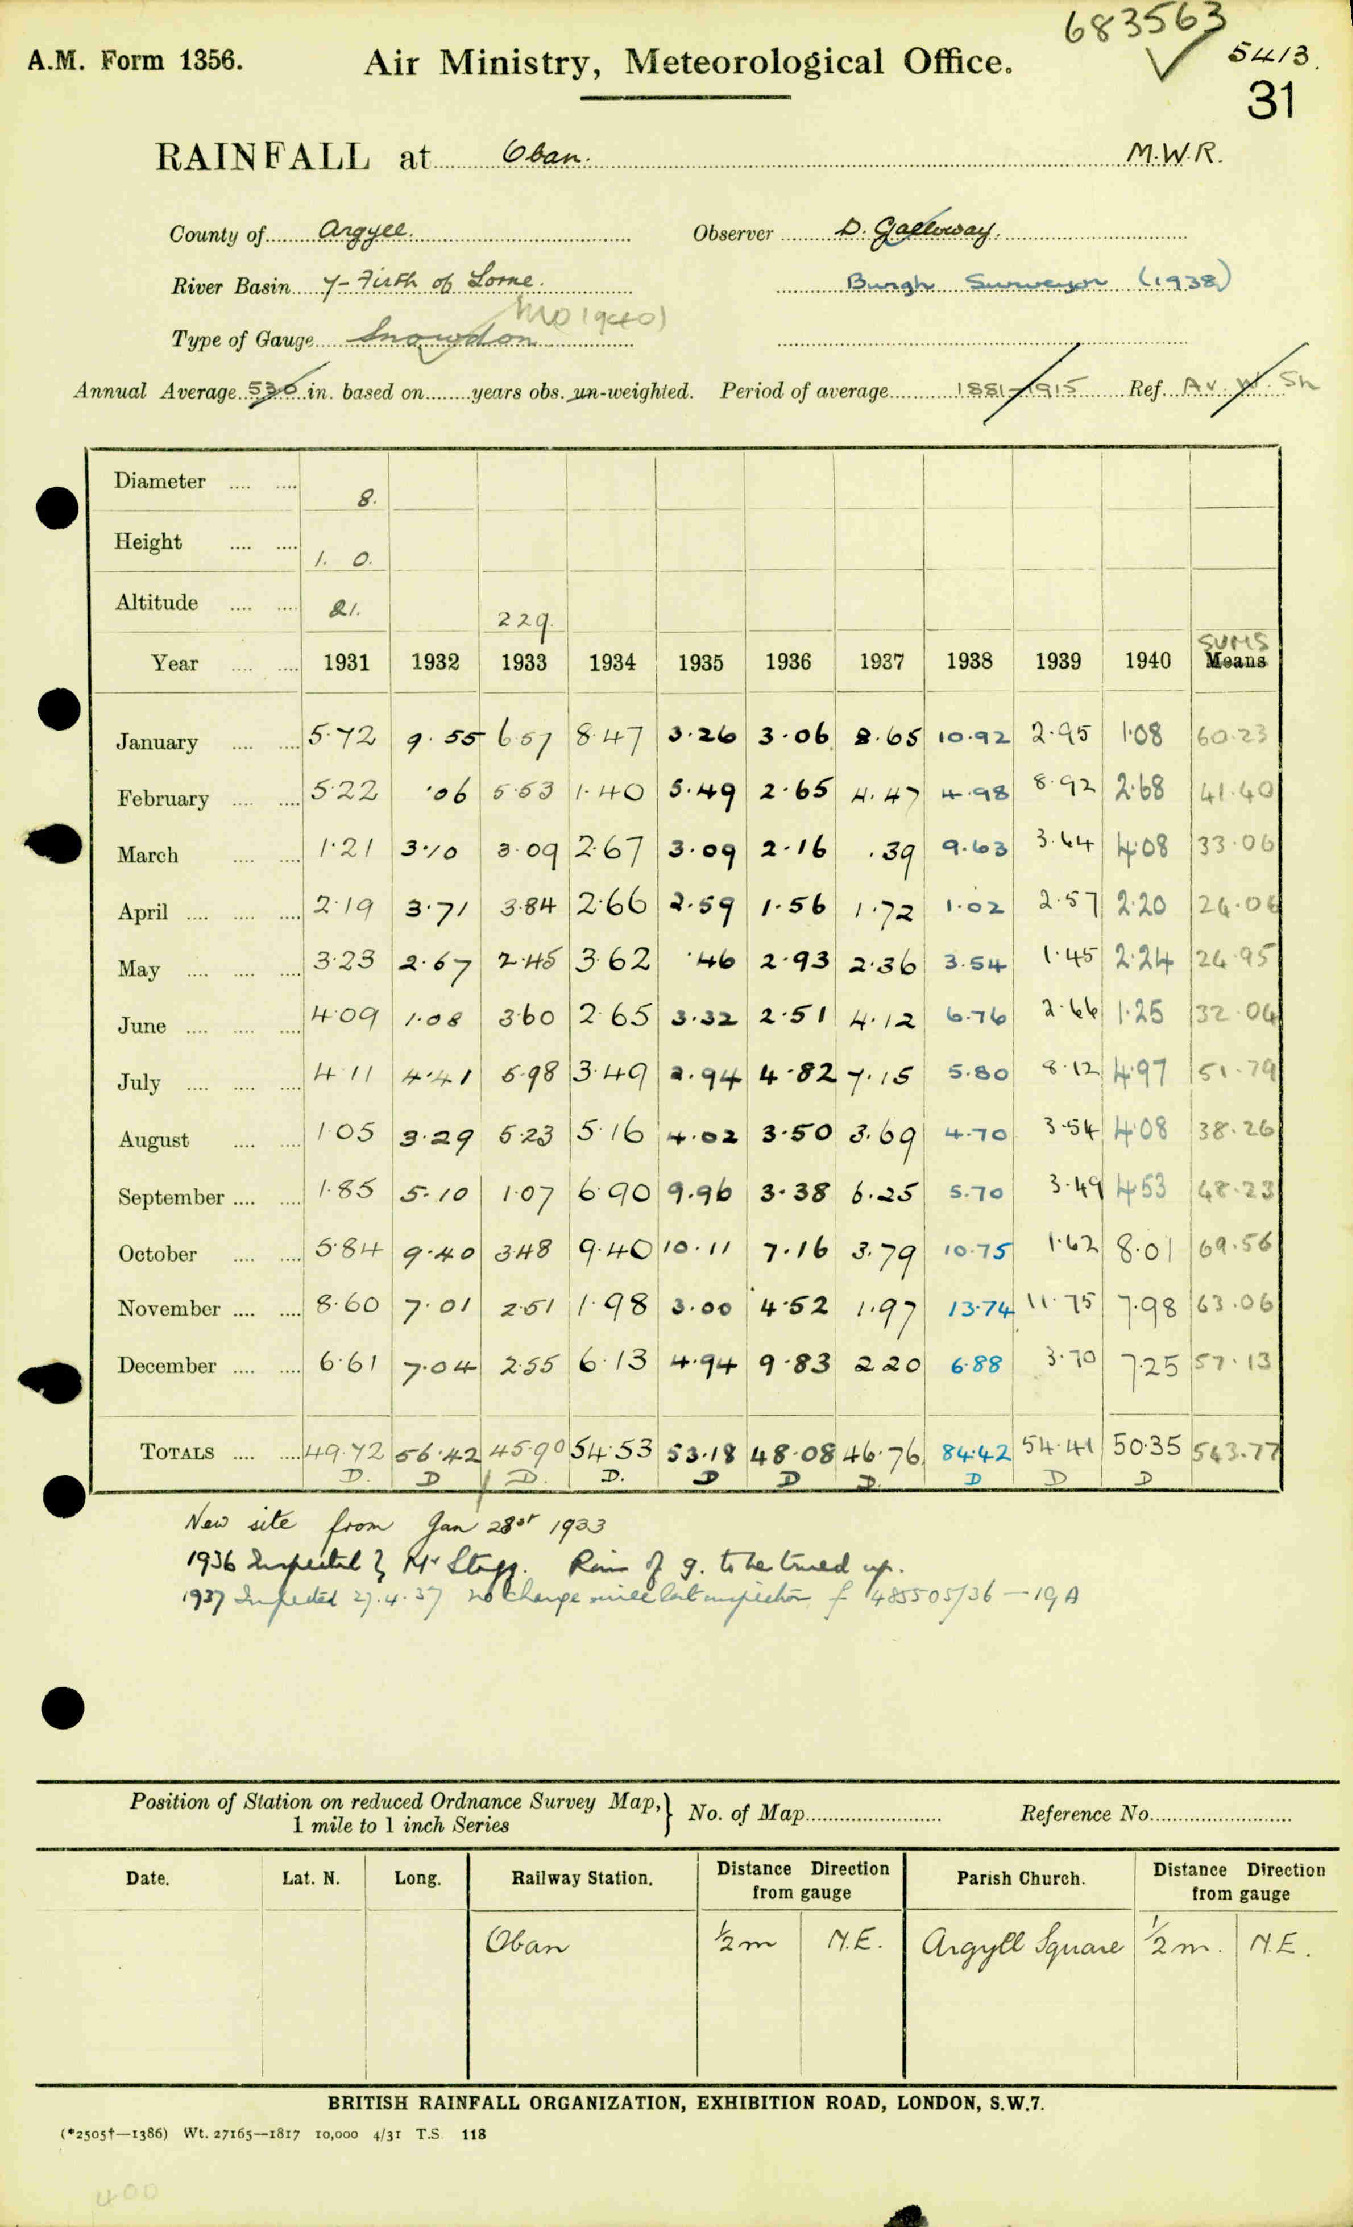 683563
A.M. Form 1356. Air Ministry, Meteorological Office. 5413.
31
RAINFALL at Oban. M.W.R.
County of Argyll. Observer D. Galloway.
River Basin 7-Firth of Lorne. Burgh Surveyor (1938)
Type of Gauge Snowdon MO (1940)
Annual Average 53.0 in. based on years obs. un-weighted. Period of average 1881-1915 Ref. Av. W. Sh
Diameter 8.
Height 1. 0.
Altitude 21. 229.
SUMS
Year 1931 1932 1933 1934 1935 1936 1937 1938 1939 1940 Means
January 5.72 9.55 6.57 8.47 3.26 3.06 8.65 10.92 2.95 1.08 60.23
February 5.22 .06 5.53 1.40 5.49 2.65 4.47 4.98 8.92 2.68 41.40
March 1.21 3.10 3.09 2.67 3.09 2.16 .39 9.63 3.64 4.08 33.06
April 2.19 3.71 3.84 2.66 2.59 1.56 1.72 1.02 2.57 2.20 24.06
May 3.23 2.67 2.45 3.62 .46 2.93 2.36 3.54 1.45 2.24 24.95
June 4.09 1.08 3.60 2.65 3.32 2.51 4.12 6.76 2.66 1.25 32.04
July 4.11 4.41 5.98 3.49 2.94 4.82 7.15 5.80 8.12 4.97 51.79
August 1.05 3.29 5.23 5.16 4.02 3.50 3.69 4.70 3.54 4.08 38.26
September 1.85 5.10 1.07 6.90 9.96 3.38 6.25 5.70 3.49 4.53 48.23
October 5.84 9.40 3.48 9.40 10.11 7.16 3.79 10.75 1.62 8.01 69.56
November 8.60 7.01 2.51 1.98 3.00 4.52 1.97 13.74 11.75 7.98 63.06
December 6.61 7.04 2.55 6.13 4.94 9.83 2.20 6.88 3.70 7.25 57.13
TOTALS 49.72 56.42 45.90 54.53 53.18 48.08 46.76 84.42 54.41 50.35 543.77
D. D D. D. D D D. D D D
New site from Jan 28st 1933
1936 Inspected by Mr Stagg. Rim of g. to be trued up.
1937 Inspected 27.4.37 no change since last inspection f 485505/36 - 19A
Position of Station on reduced Ordnance Survey Map, 1 mile to 1 inch Series } No. of Map Reference No.
Date. Lat. N. Long. Railway Station. Distance Direction from gauge Parish Church. Distance Direction from gauge
Oban ½m N.E. Argyll Square ½m. N.E.
BRITISH RAINFALL ORGANIZATION, EXHIBITION ROAD, LONDON, S.W.7.
(*2505†—1386) Wt. 27165—1817 10,000 4/31 T.S. 118
400